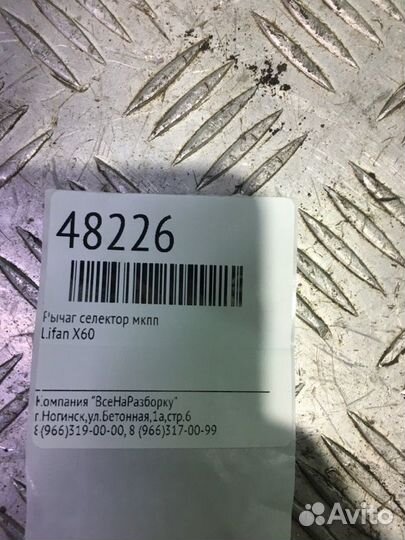 48226
Рычаг селектор мкпп
Lifan X60
Компания "ВсеНаРазборку"
г.Ногинск,ул.Бетонная,1а,стр.6
8 (966)319-00-00, 8 (966)317-00-99
Avito